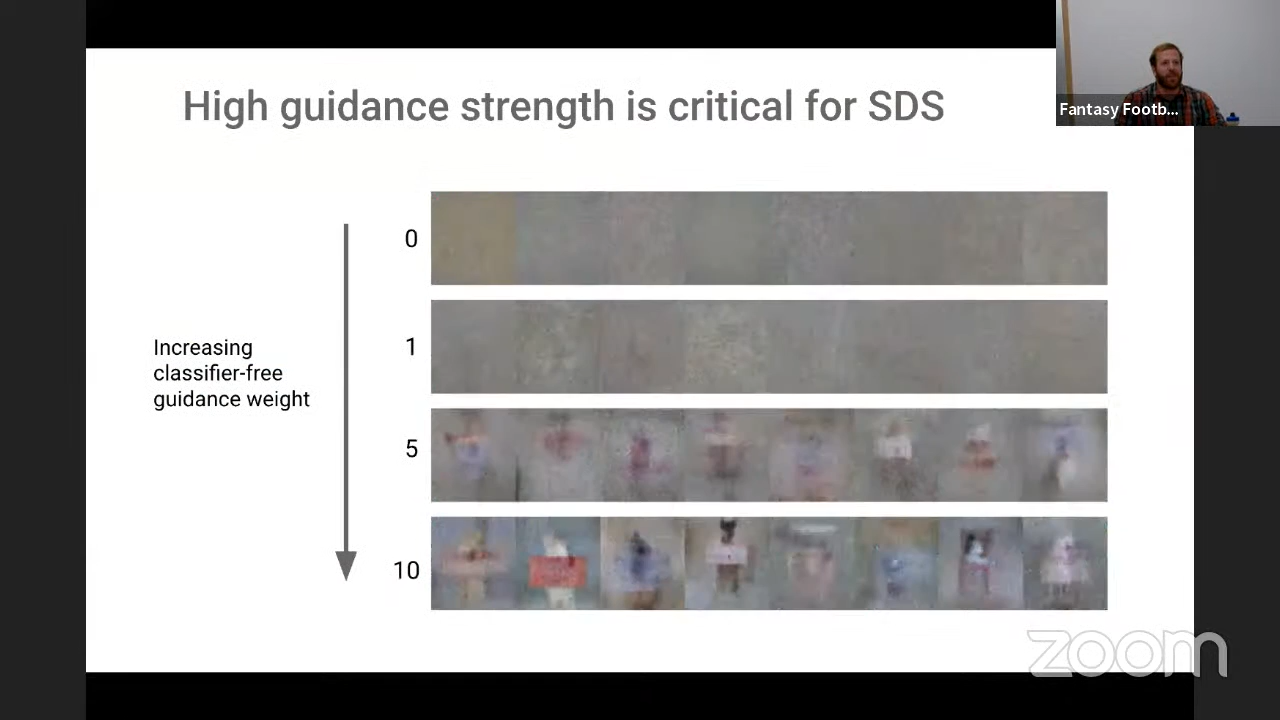 High guidance strength is critical for SDS
Fantasy Footb...
0
Increasing
classifier-free
guidance weight
1
5
10
zoom